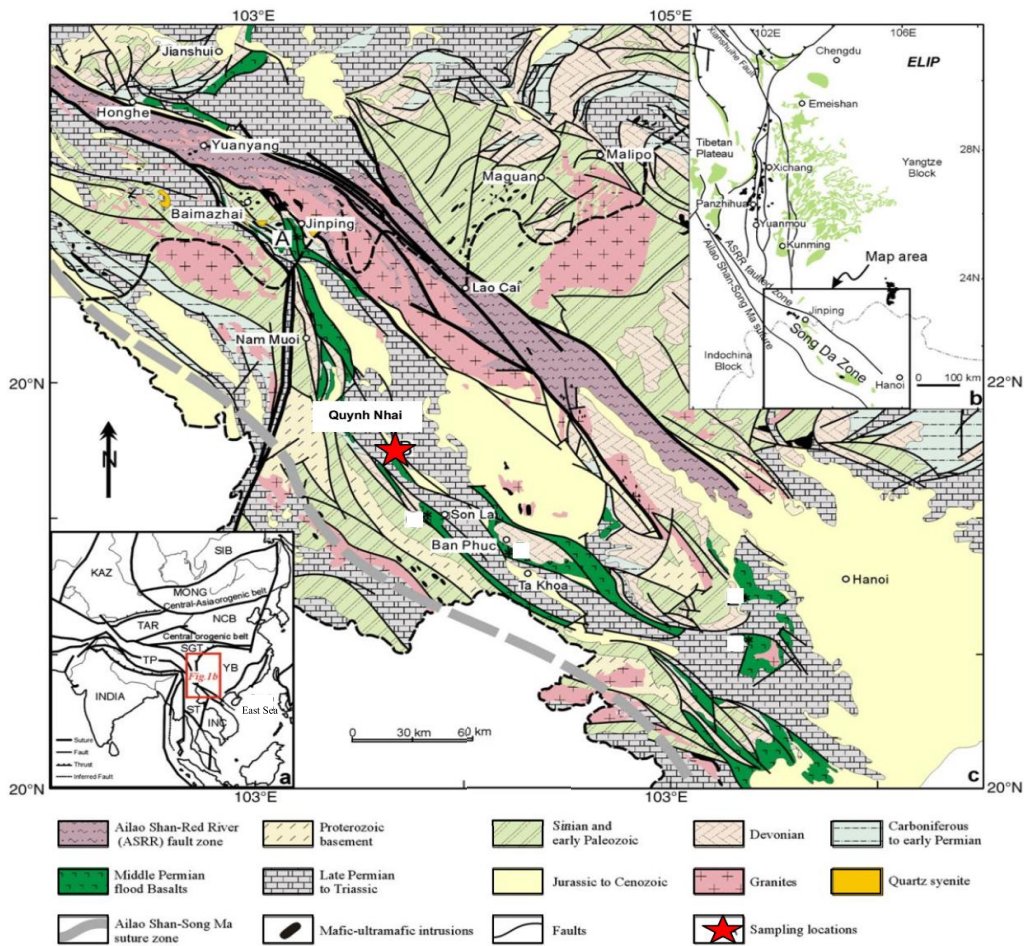 103°E
105°E
Jianshui
Honghe
Yuanyang
Malipo
Maguan
Baimazhai
Jinping
A
Lao Cai
Nam Muoi
20°N
22°N
Quynh Nhai
N
Son La
Ban Phuc
Ta Khoa
Hanoi
0 30 km 60 km
c
20°N
20°N
103°E
103°E
102E
106E
Xianshuihe Fault
Chengdu
ELIP
Emeishan
Tibetan
Plateau
28N
Xichang
Yangtze
Block
Panzhihua
Yuanmou
Kunming
ASRR faulted zone
Ailao Shan-Song Ma suture
Map area
24N
Jinping
Song Da Zone
Indochina
Block
Hanoi
0 100 km
b
SIB
KAZ
MONG
Central-Asia orogenic belt
TAR
NCB
Central orogenic belt
SGT
TP
YB
Fig.1b
INDIA
East Sea
ST
INC
Suture
Fault
Thrust
Inferred Fault
a
Ailao Shan-Red River
(ASRR) fault zone
Proterozoic
basement
Sinian and
early Paleozoic
Devonian
Carboniferous
to early Permian
Middle Permian
flood Basalts
Late Permian
to Triassic
Jurassic to Cenozoic
Granites
Quartz syenite
Ailao Shan-Song Ma
suture zone
Mafic-ultramafic intrusions
Faults
Sampling locations